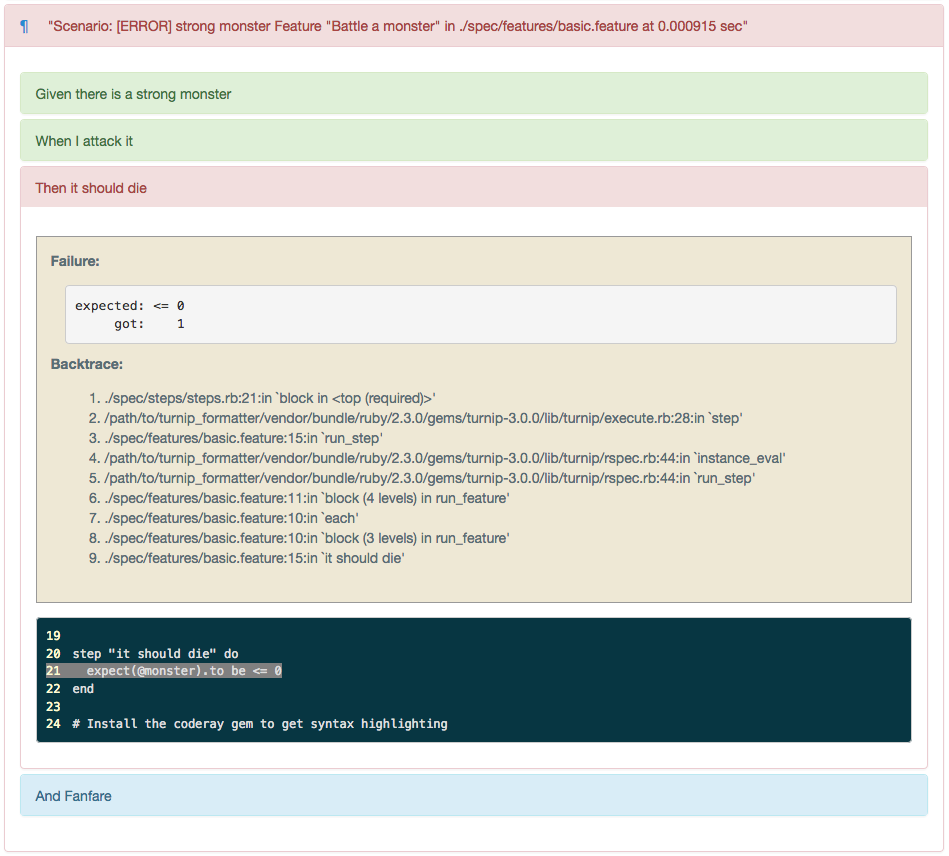 ¶ "Scenario: [ERROR] strong monster Feature "Battle a monster" in ./spec/features/basic.feature at 0.000915 sec"
Given there is a strong monster
When I attack it
Then it should die
Failure:
expected: <= 0
     got:    1
Backtrace:
1. ./spec/steps/steps.rb:21:in `block in <top (required)>'
2. /path/to/turnip_formatter/vendor/bundle/ruby/2.3.0/gems/turnip-3.0.0/lib/turnip/execute.rb:28:in `step'
3. ./spec/features/basic.feature:15:in `run_step'
4. /path/to/turnip_formatter/vendor/bundle/ruby/2.3.0/gems/turnip-3.0.0/lib/turnip/rspec.rb:44:in `instance_eval'
5. /path/to/turnip_formatter/vendor/bundle/ruby/2.3.0/gems/turnip-3.0.0/lib/turnip/rspec.rb:44:in `run_step'
6. ./spec/features/basic.feature:11:in `block (4 levels) in run_feature'
7. ./spec/features/basic.feature:10:in `each'
8. ./spec/features/basic.feature:10:in `block (3 levels) in run_feature'
9. ./spec/features/basic.feature:15:in `it should die'
19
20 step "it should die" do
21   expect(@monster).to be <= 0
22 end
23
24 # Install the coderay gem to get syntax highlighting
And Fanfare